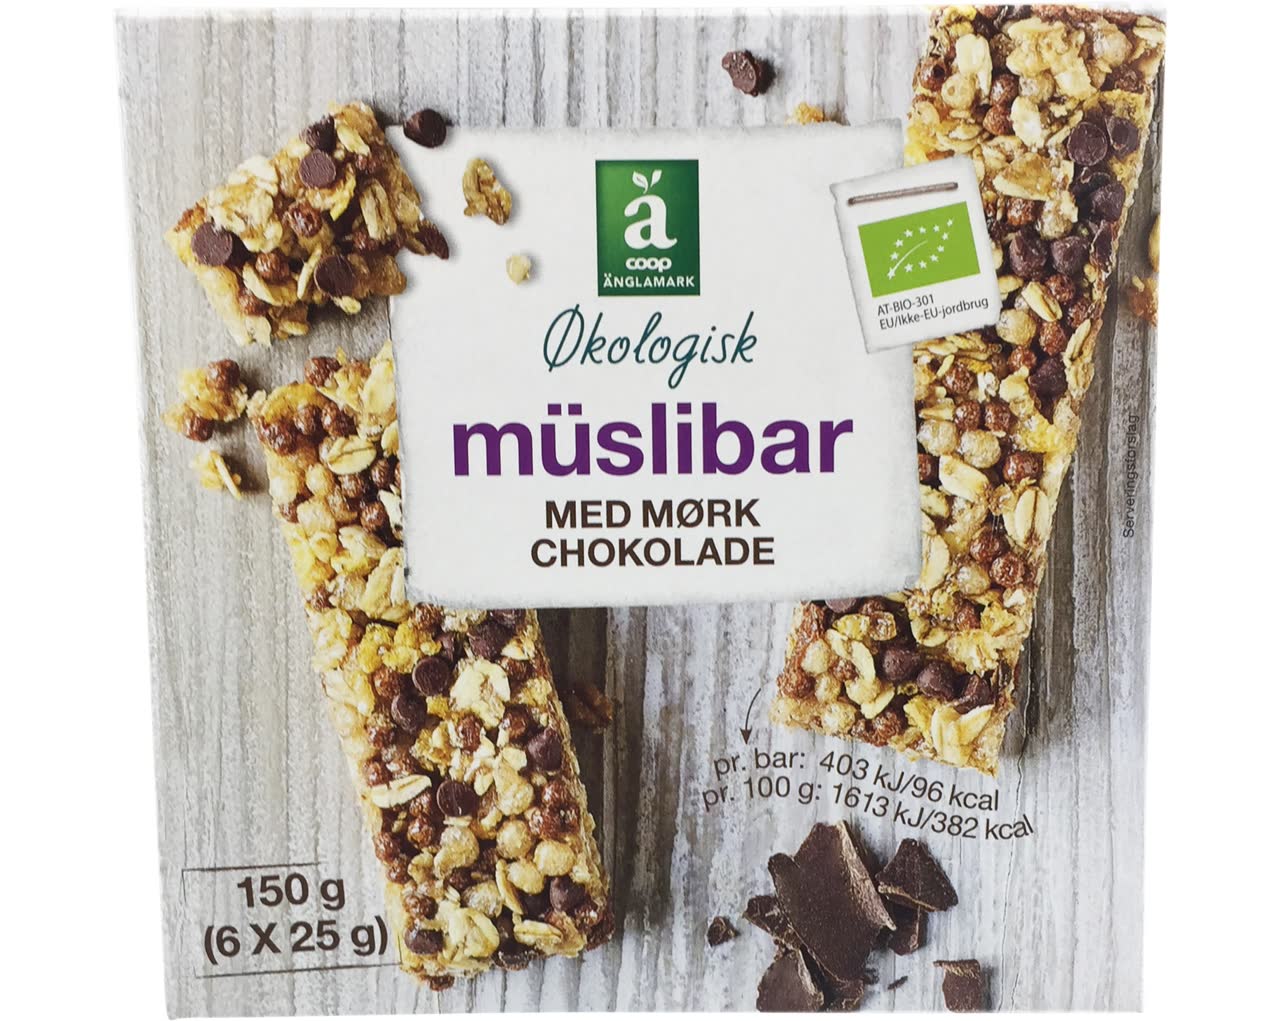 å
coop
ÄNGLAMARK
Økologisk
müslibar
MED MØRK
CHOKOLADE
AT-BIO-301
EU/Ikke-EU-jordbrug
Serveringsforslag
pr. bar: 403 kJ/96 kcal
pr. 100 g: 1613 kJ/382 kcal
150 g
(6 X 25 g)